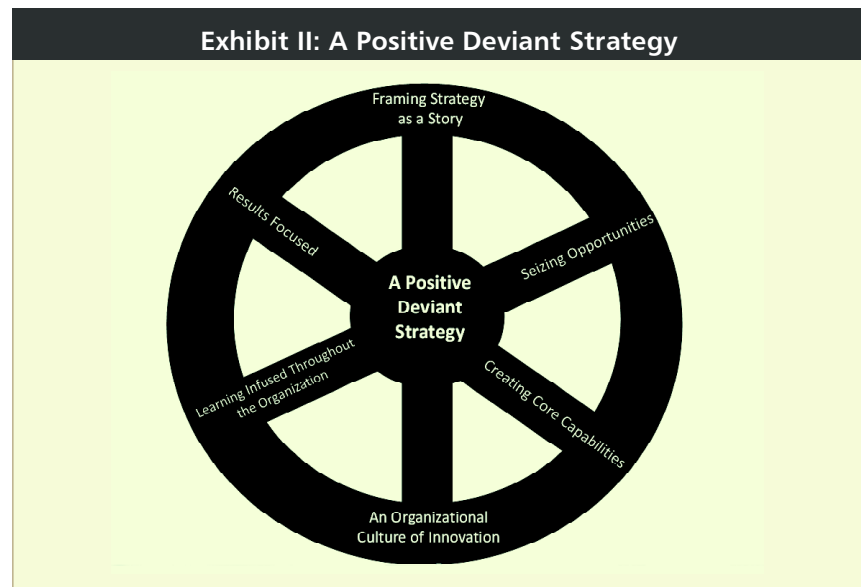 Exhibit II: A Positive Deviant Strategy
Framing Strategy
as a Story
Results Focused
Seizing Opportunities
A Positive
Deviant
Strategy
Learning Infused Throughout
the Organization
Creating Core Capabilities
An Organizational
Culture of Innovation